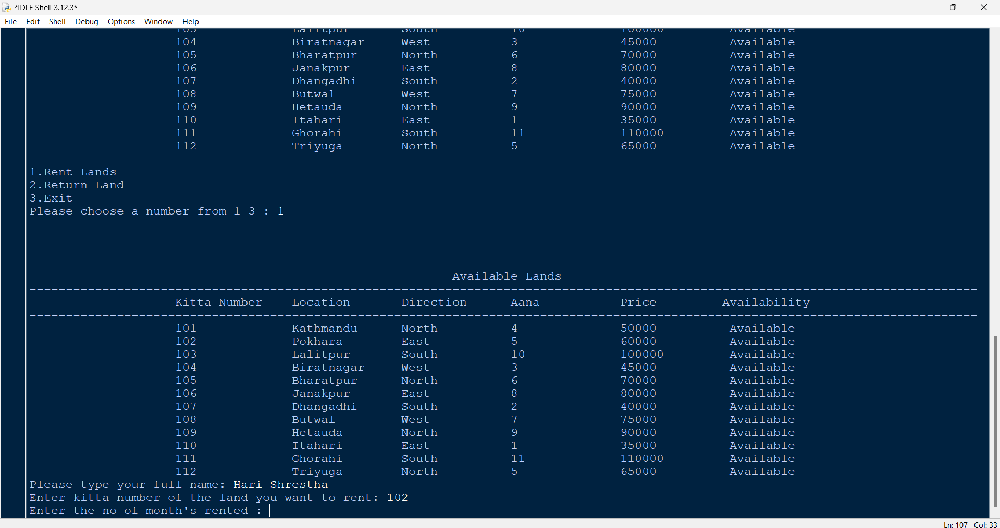 *IDLE Shell 3.12.3*
File Edit Shell Debug Options Window Help
103 Lalitpur South 10 100000 Available
104 Biratnagar West 3 45000 Available
105 Bharatpur North 6 70000 Available
106 Janakpur East 8 80000 Available
107 Dhangadhi South 2 40000 Available
108 Butwal West 7 75000 Available
109 Hetauda North 9 90000 Available
110 Itahari East 1 35000 Available
111 Ghorahi South 11 110000 Available
112 Triyuga North 5 65000 Available
1.Rent Lands
2.Return Land
3.Exit
Please choose a number from 1-3 : 1
Available Lands
Kitta Number Location Direction Aana Price Availability
101 Kathmandu North 4 50000 Available
102 Pokhara East 5 60000 Available
103 Lalitpur South 10 100000 Available
104 Biratnagar West 3 45000 Available
105 Bharatpur North 6 70000 Available
106 Janakpur East 8 80000 Available
107 Dhangadhi South 2 40000 Available
108 Butwal West 7 75000 Available
109 Hetauda North 9 90000 Available
110 Itahari East 1 35000 Available
111 Ghorahi South 11 110000 Available
112 Triyuga North 5 65000 Available
Please type your full name: Hari Shrestha
Enter kitta number of the land you want to rent: 102
Enter the no of month's rented :
Ln: 107 Col: 33